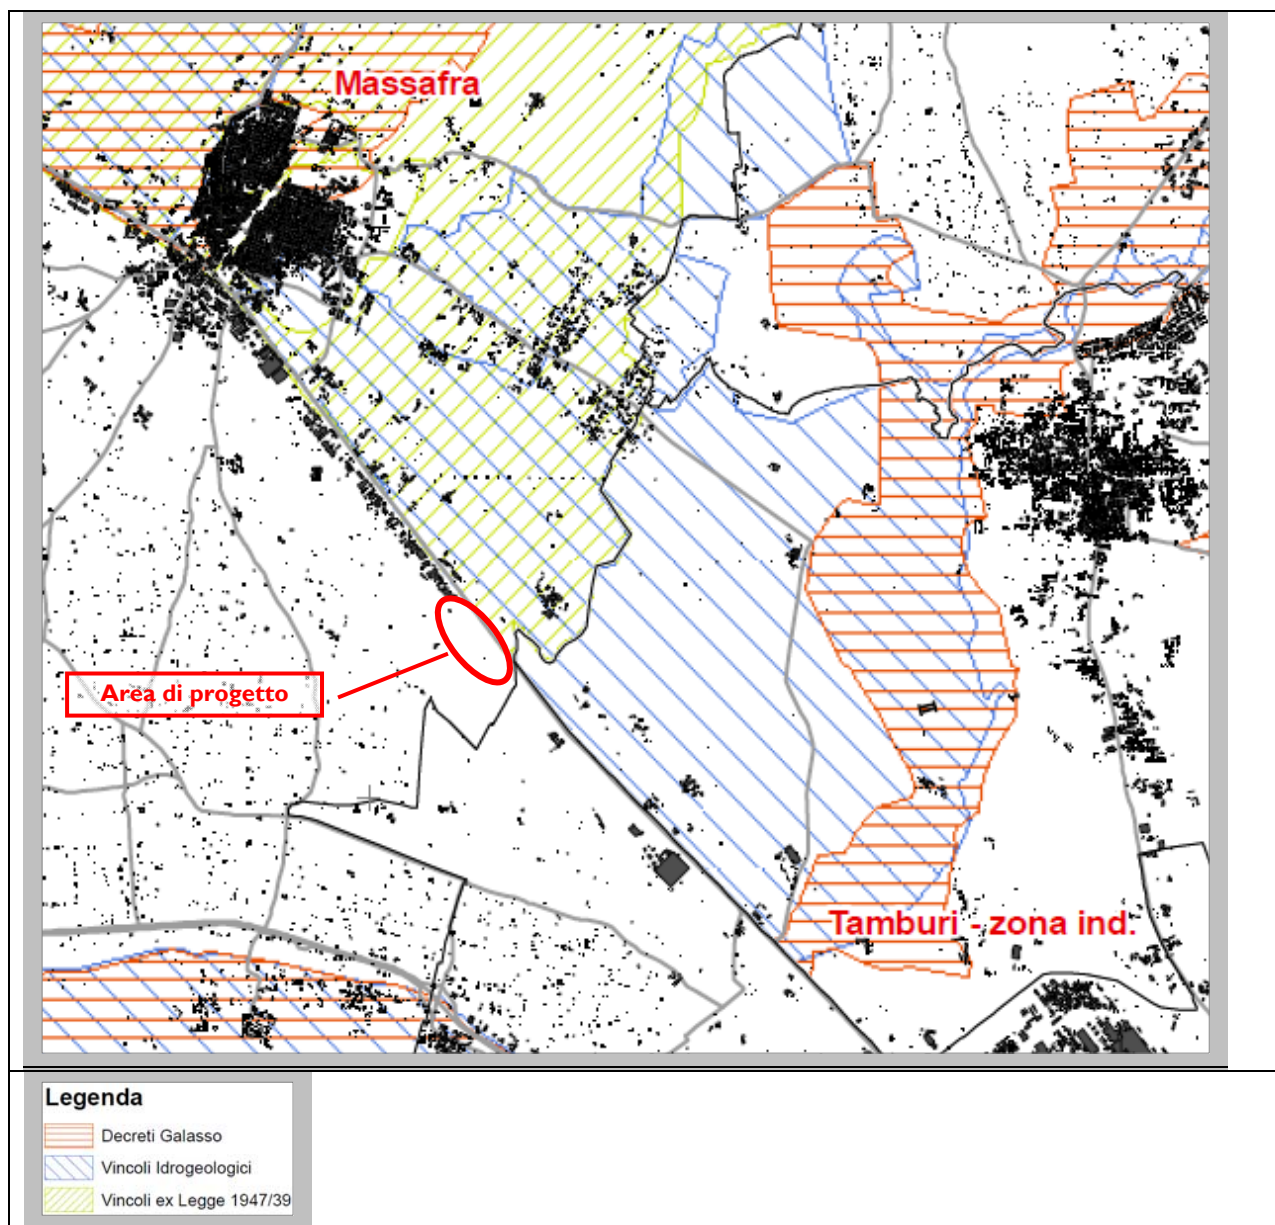 Massafra
Area di progetto
Tamburi - zona ind.
Legenda
Decreti Galasso
Vincoli Idrogeologici
Vincoli ex Legge 1947/39